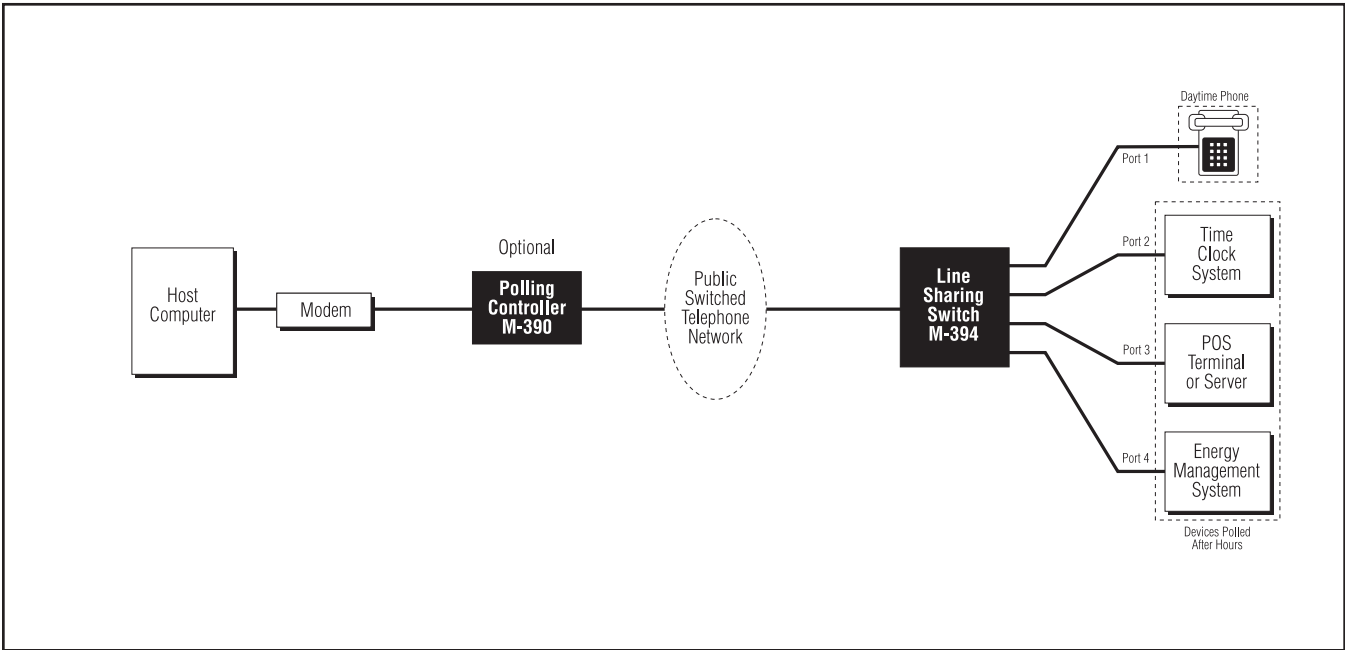 Host
Computer
Modem
Optional
Polling
Controller
M-390
Public
Switched
Telephone
Network
Line
Sharing
Switch
M-394
Port 1
Daytime Phone
Port 2
Time
Clock
System
Port 3
POS
Terminal
or Server
Port 4
Energy
Management
System
Devices Polled
After Hours